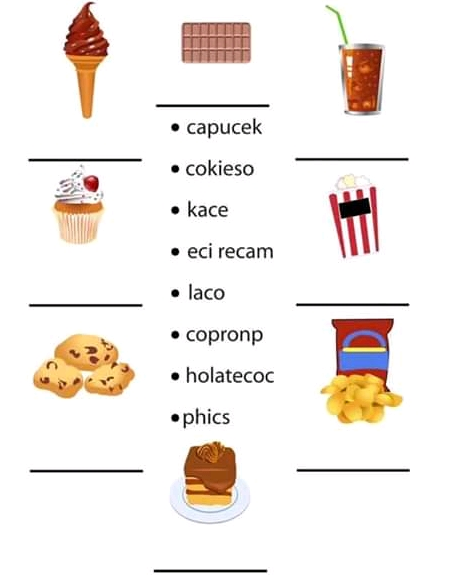 • capucek
• cokieso
• kace
• eci recam
• laco
• copronp
• holatecoc
• phics